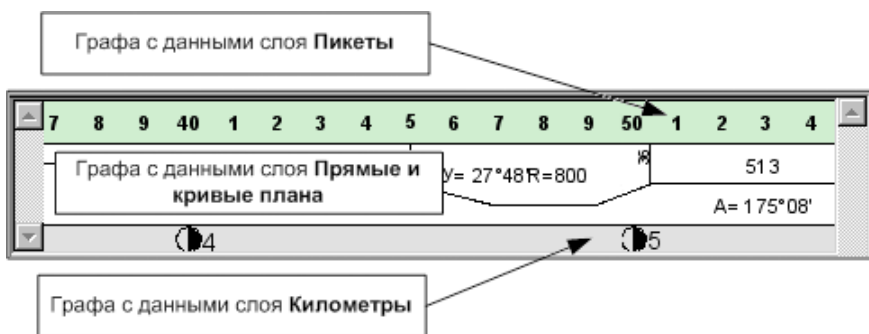 Графа с данными слоя Пикеты
7 8 9 40 1 2 3 4 5 6 7 8 9 50 1 2 3 4
Графа с данными слоя Прямые и
кривые плана
У= 27°48'R=800
513
А= 175°08'
4 5
Графа с данными слоя Километры